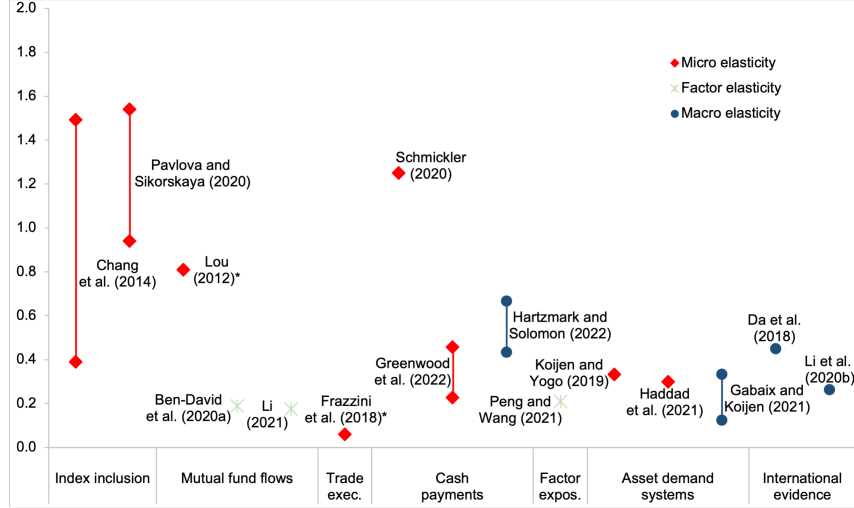 2.0
1.8
1.6
1.4
1.2
1.0
0.8
0.6
0.4
0.2
0.0
Micro elasticity
Factor elasticity
Macro elasticity
Pavlova and
Sikorskaya (2020)
Chang
et al. (2014)
Lou
(2012)*
Ben-David
et al. (2020a)
Li
(2021)
Frazzini
et al. (2018)*
Schmickler
(2020)
Greenwood
et al. (2022)
Hartzmark and
Solomon (2022)
Peng and
Wang (2021)
Koijen and
Yogo (2019)
Haddad
et al. (2021)
Gabaix and
Koijen (2021)
Da et al.
(2018)
Li et al.
(2020b)
Index inclusion
Mutual fund flows
Trade
exec.
Cash
payments
Factor
expos.
Asset demand
systems
International
evidence